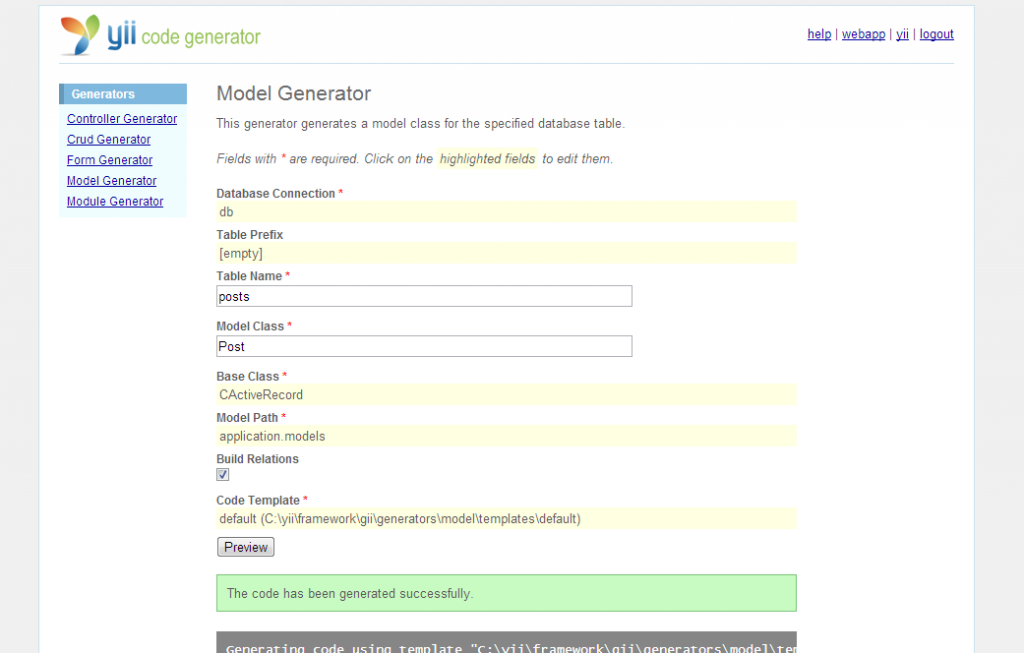 yii code generator
help | webapp | yii | logout
Generators
Controller Generator
Crud Generator
Form Generator
Model Generator
Module Generator
Model Generator
This generator generates a model class for the specified database table.
Fields with * are required. Click on the highlighted fields to edit them.
Database Connection *
db
Table Prefix
[empty]
Table Name *
posts
Model Class *
Post
Base Class *
CActiveRecord
Model Path *
application.models
Build Relations
Code Template *
default (C:\yii\framework\gii\generators\model\templates\default)
Preview
The code has been generated successfully.
Generating code using template "C:\yii\framework\gii\generators\model\tem